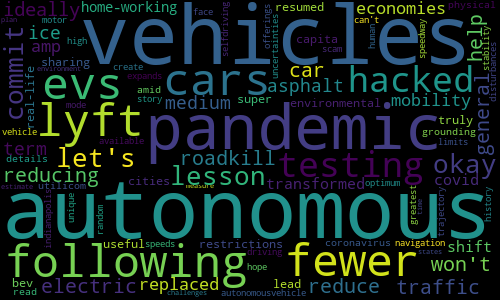 ideally home-working vehicles face resumed economies
motor high capita scam offerings uncertainties can't physical
plan ice amp sharing real-life
commit evs cars hacked help
car asphalt speedway human stability disturbances
create expands environmental mobility
medium super amid story mode
lyft pandemic general
term let's roadkill testing okay
vehicle details reducing lesson transformed optimum covid
truly grounding limits
available unique utilicom cities
autonomous
greatest trajectory history
indianapolis random measure estimate
following useful restrictions coronavirus navigation shift
speeds hope driving states fewer won't
bev read electric replaced lead reduce traffic
challenges autonomousvehicle
selfdriving
environment
time